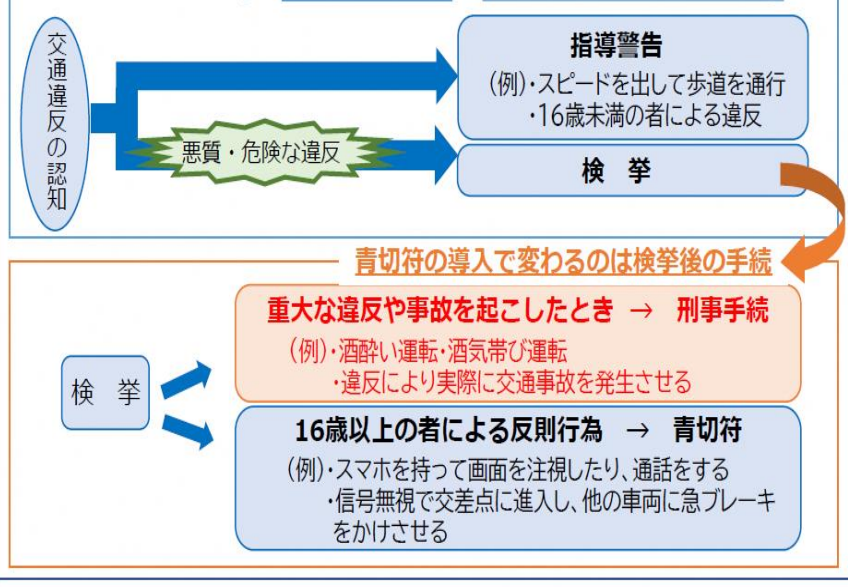 交通違反の認知
指導警告
(例)・スピードを出して歩道を通行
・16歳未満の者による違反
悪質・危険な違反
検 挙
青切符の導入で変わるのは検挙後の手続
重大な違反や事故を起こしたとき → 刑事手続
(例)・酒酔い運転・酒気帯び運転
・違反により実際に交通事故を発生させる
検 挙
16歳以上の者による反則行為 → 青切符
(例)・スマホを持って画面を注視したり、通話をする
・信号無視で交差点に進入し、他の車両に急ブレーキ
をかけさせる